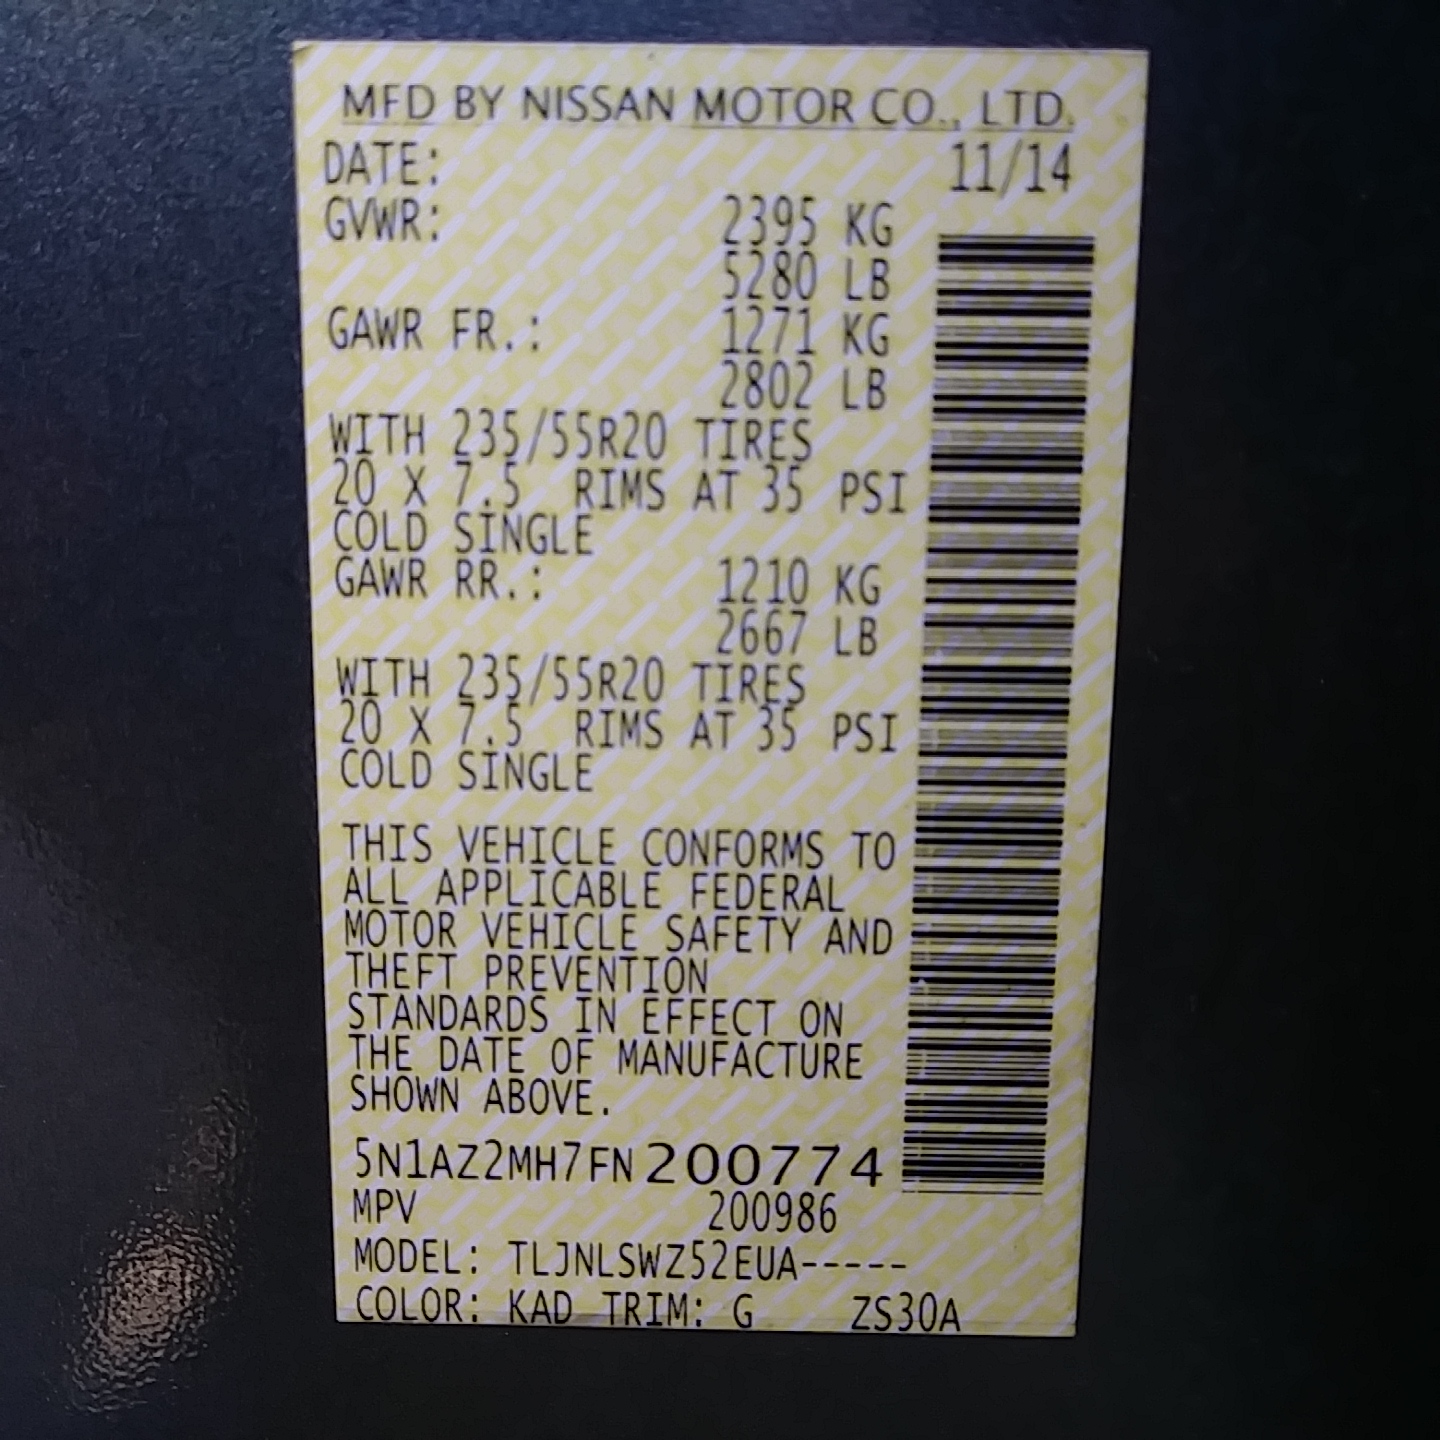 MFD BY NISSAN MOTOR CO., LTD.
DATE: 11/14
GVWR: 2395 KG
5280 LB
GAWR FR.: 1271 KG
2802 LB
WITH 235/55R20 TIRES
20 X 7.5 RIMS AT 35 PSI
COLD SINGLE
GAWR RR.: 1210 KG
2667 LB
WITH 235/55R20 TIRES
20 X 7.5 RIMS AT 35 PSI
COLD SINGLE
THIS VEHICLE CONFORMS TO
ALL APPLICABLE FEDERAL
MOTOR VEHICLE SAFETY AND
THEFT PREVENTION
STANDARDS IN EFFECT ON
THE DATE OF MANUFACTURE
SHOWN ABOVE.
5N1AZ2MH7FN200774
MPV 200986
MODEL: TLJNLSWZ52EUA-----
COLOR: KAD TRIM: G ZS30A